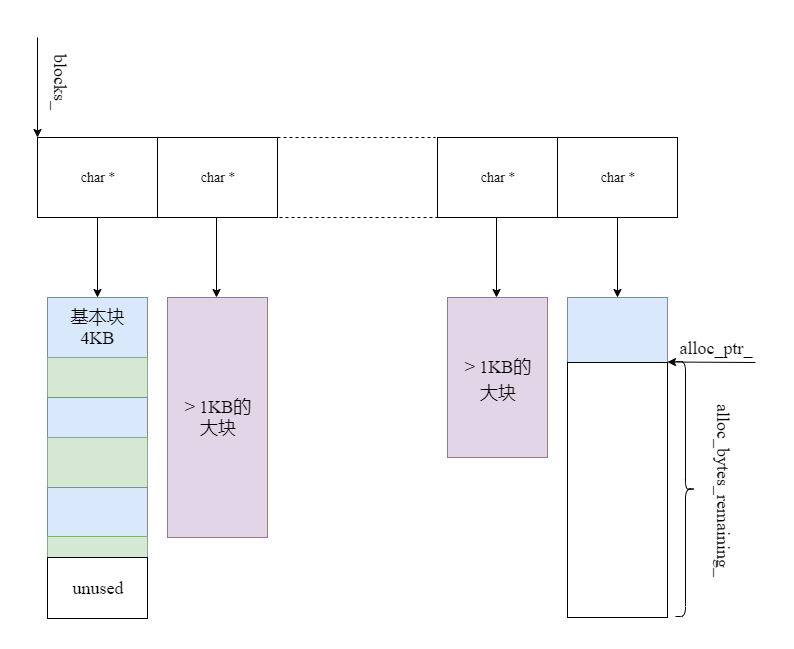 blocks_
char *
char *
char *
char *
基本块
4KB
> 1KB的
大块
unused
> 1KB的
大块
alloc_ptr_
alloc_bytes_remaining_